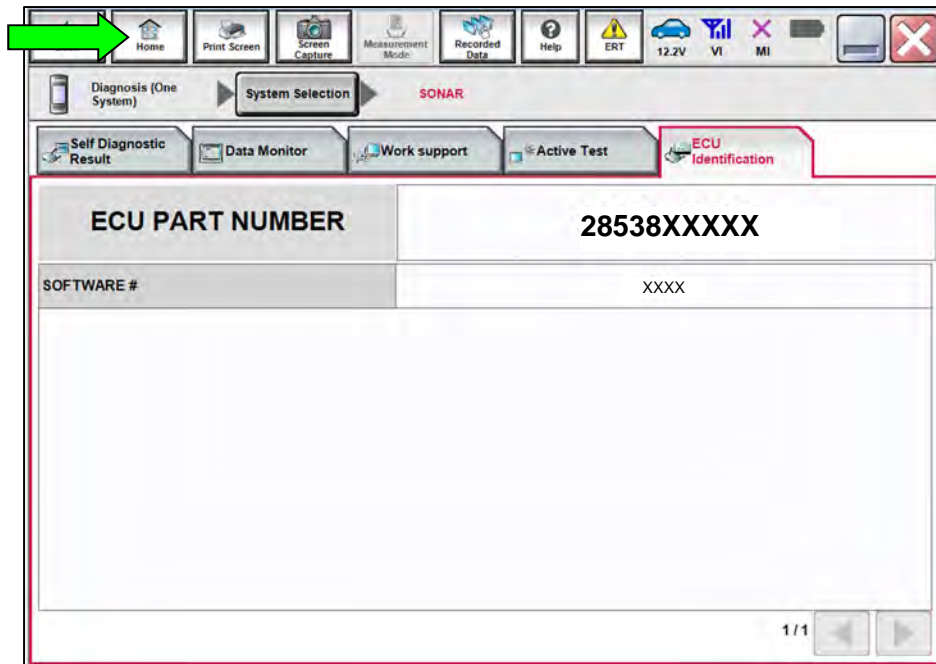 Home
Print Screen
Screen
Capture
Measurement
Mode
Recorded
Data
Help
ERT
12.2V
VI
MI
Diagnosis (One
System)
System Selection
SONAR
Self Diagnostic
Result
Data Monitor
Work support
Active Test
ECU
Identification
ECU PART NUMBER
28538XXXXX
SOFTWARE #
XXXX
1/1